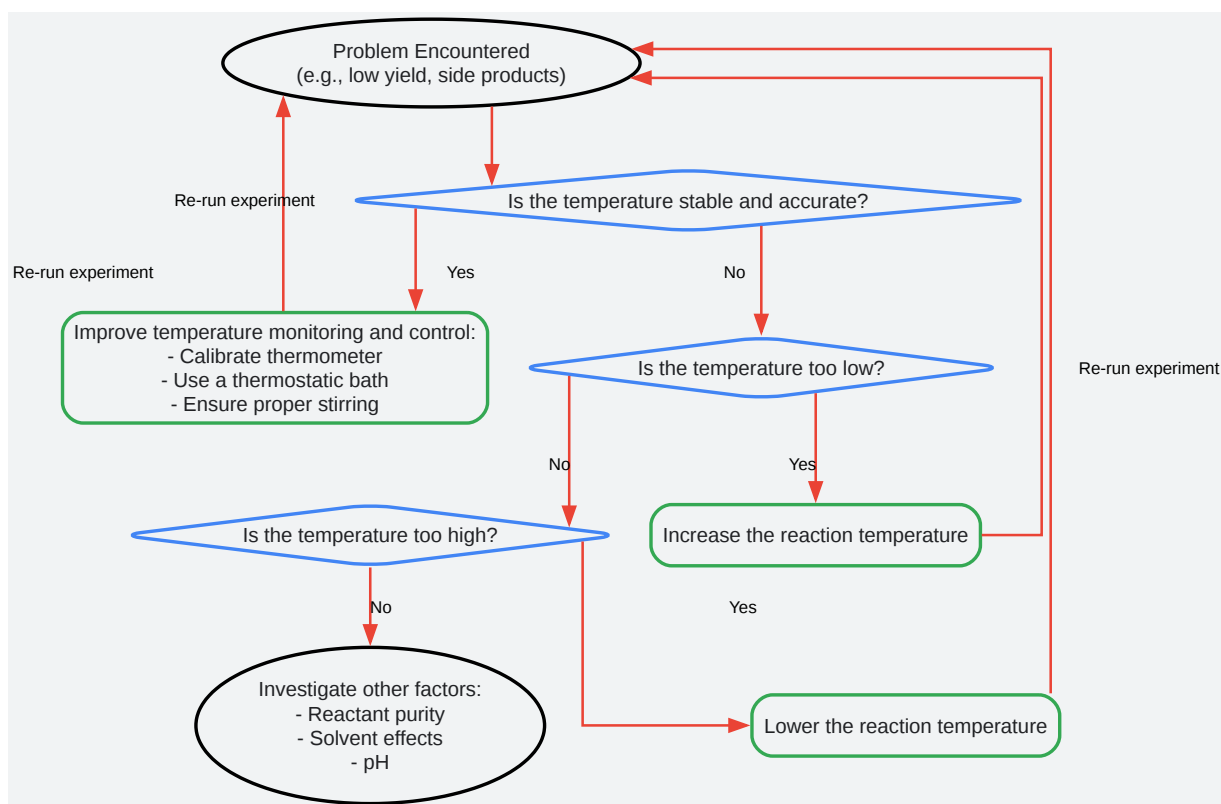 Problem Encountered
(e.g., low yield, side products)
Re-run experiment
Is the temperature stable and accurate?
Re-run experiment
Yes
No
Improve temperature monitoring and control:
- Calibrate thermometer
- Use a thermostatic bath
- Ensure proper stirring
Is the temperature too low?
Re-run experiment
No
Yes
Is the temperature too high?
Increase the reaction temperature
No
Yes
Investigate other factors:
- Reactant purity
- Solvent effects
- pH
Lower the reaction temperature